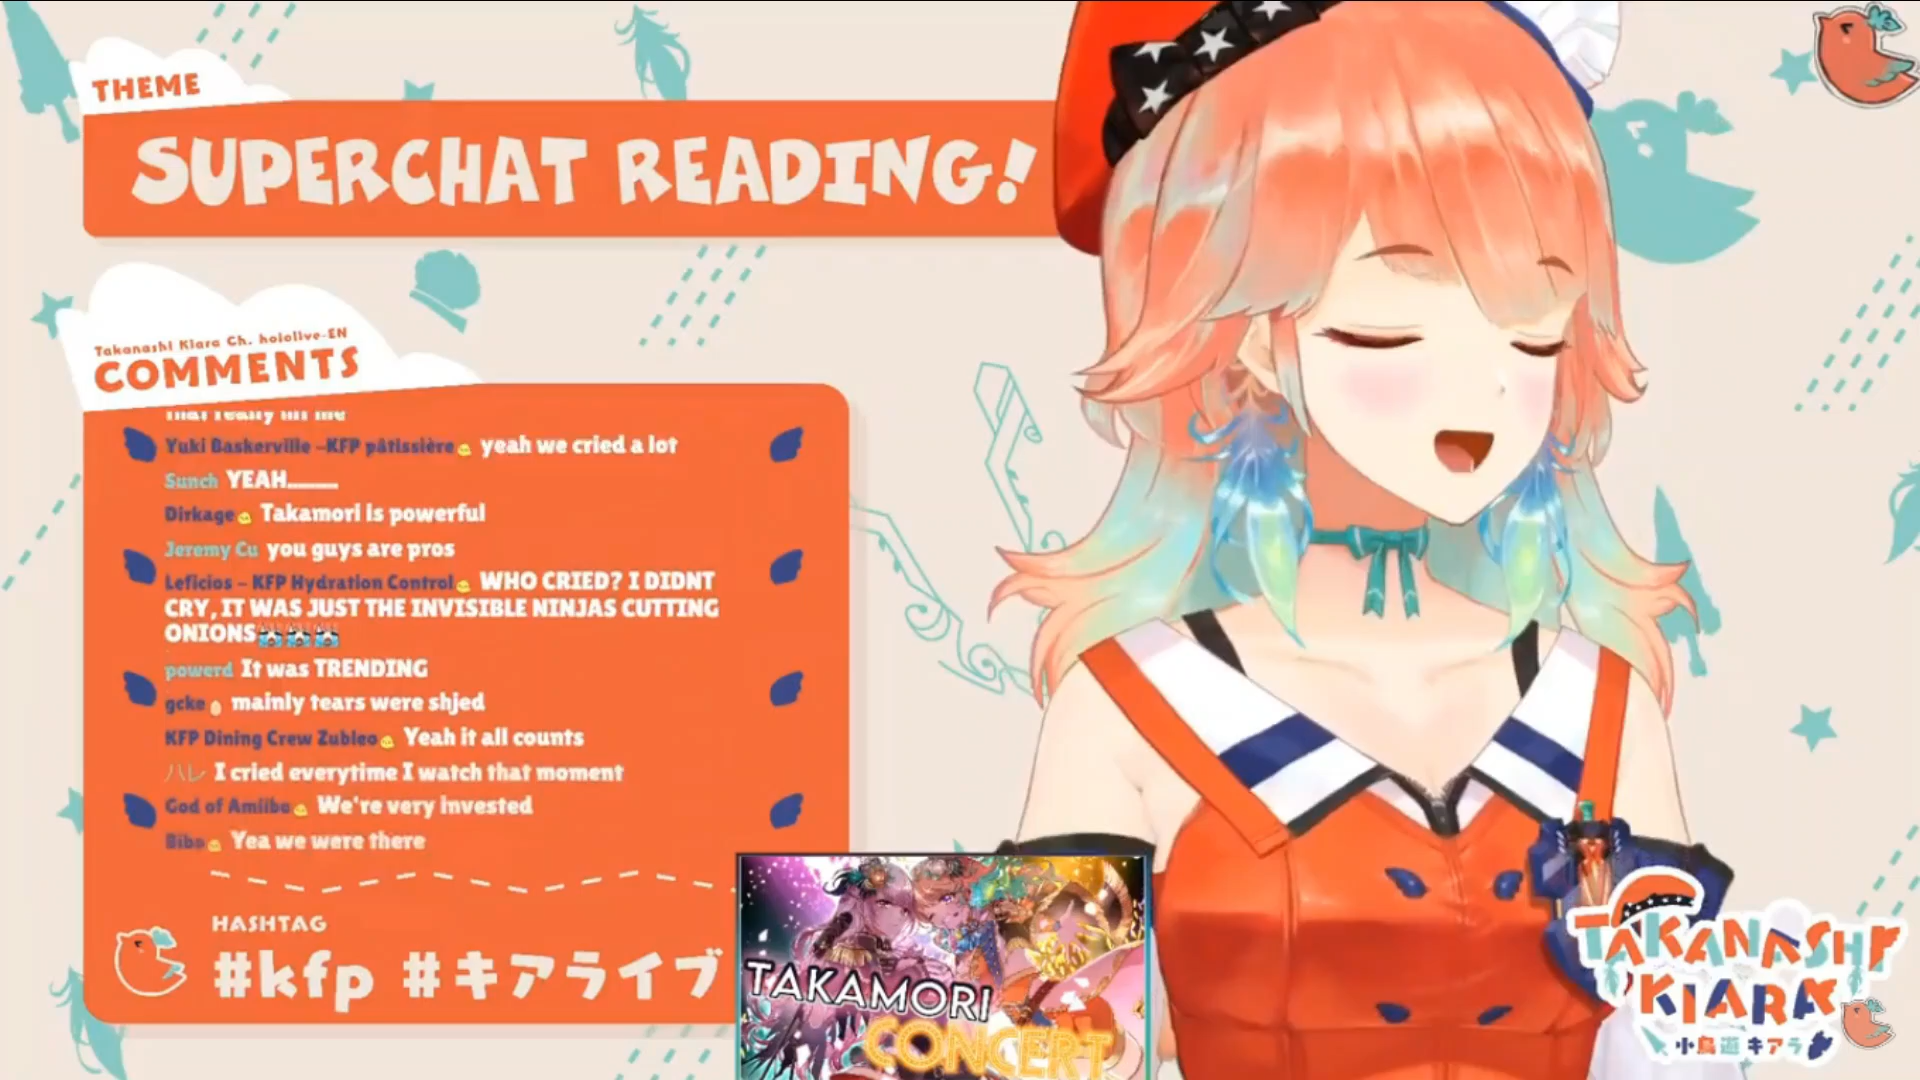 THEME
SUPERCHAT READING!
Takanashi Kiara Ch. hololive-EN
COMMENTS
that really hit me
Yuki Baskerville -KFP pâtissière yeah we cried a lot
Sunch YEAH.........
Dirkage Takamori is powerful
Jeremy Cu you guys are pros
Leficios - KFP Hydration Control WHO CRIED? I DIDNT
CRY, IT WAS JUST THE INVISIBLE NINJAS CUTTING
ONIONS
powerd It was TRENDING
gcke mainly tears were shjed
KFP Dining Crew Zubleo Yeah it all counts
ハレ I cried everytime I watch that moment
God of Amiibo We're very invested
Bibo Yea we were there
HASHTAG
#kfp #キアライブ
TAKAMORI
CONCERT
TAKANASHI
KIARA
小鳥遊キアラ